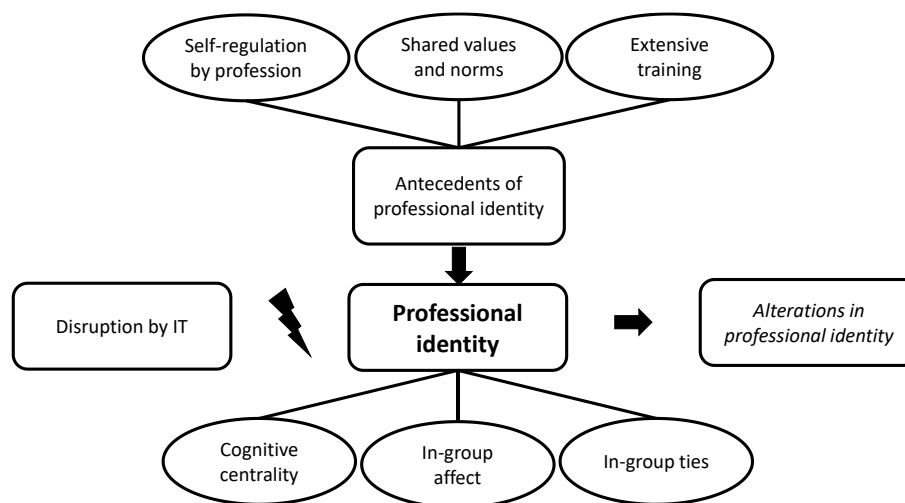 Self-regulation
by profession
Shared values
and norms
Extensive
training
Antecedents of
professional identity
Disruption by IT
Professional
identity
Alterations in
professional identity
Cognitive
centrality
In-group
affect
In-group ties